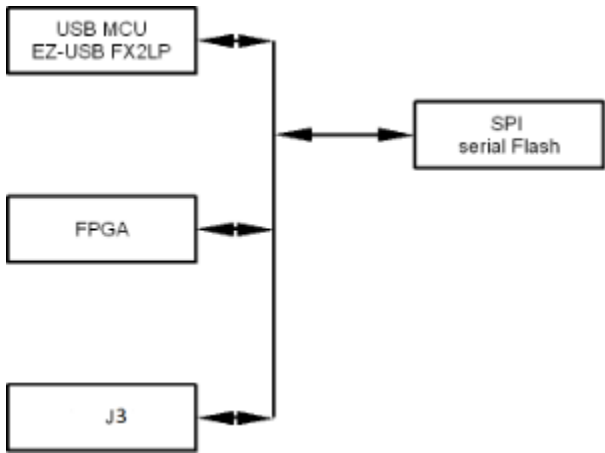 USB MCU
EZ-USB FX2LP
SPI
serial Flash
FPGA
J3